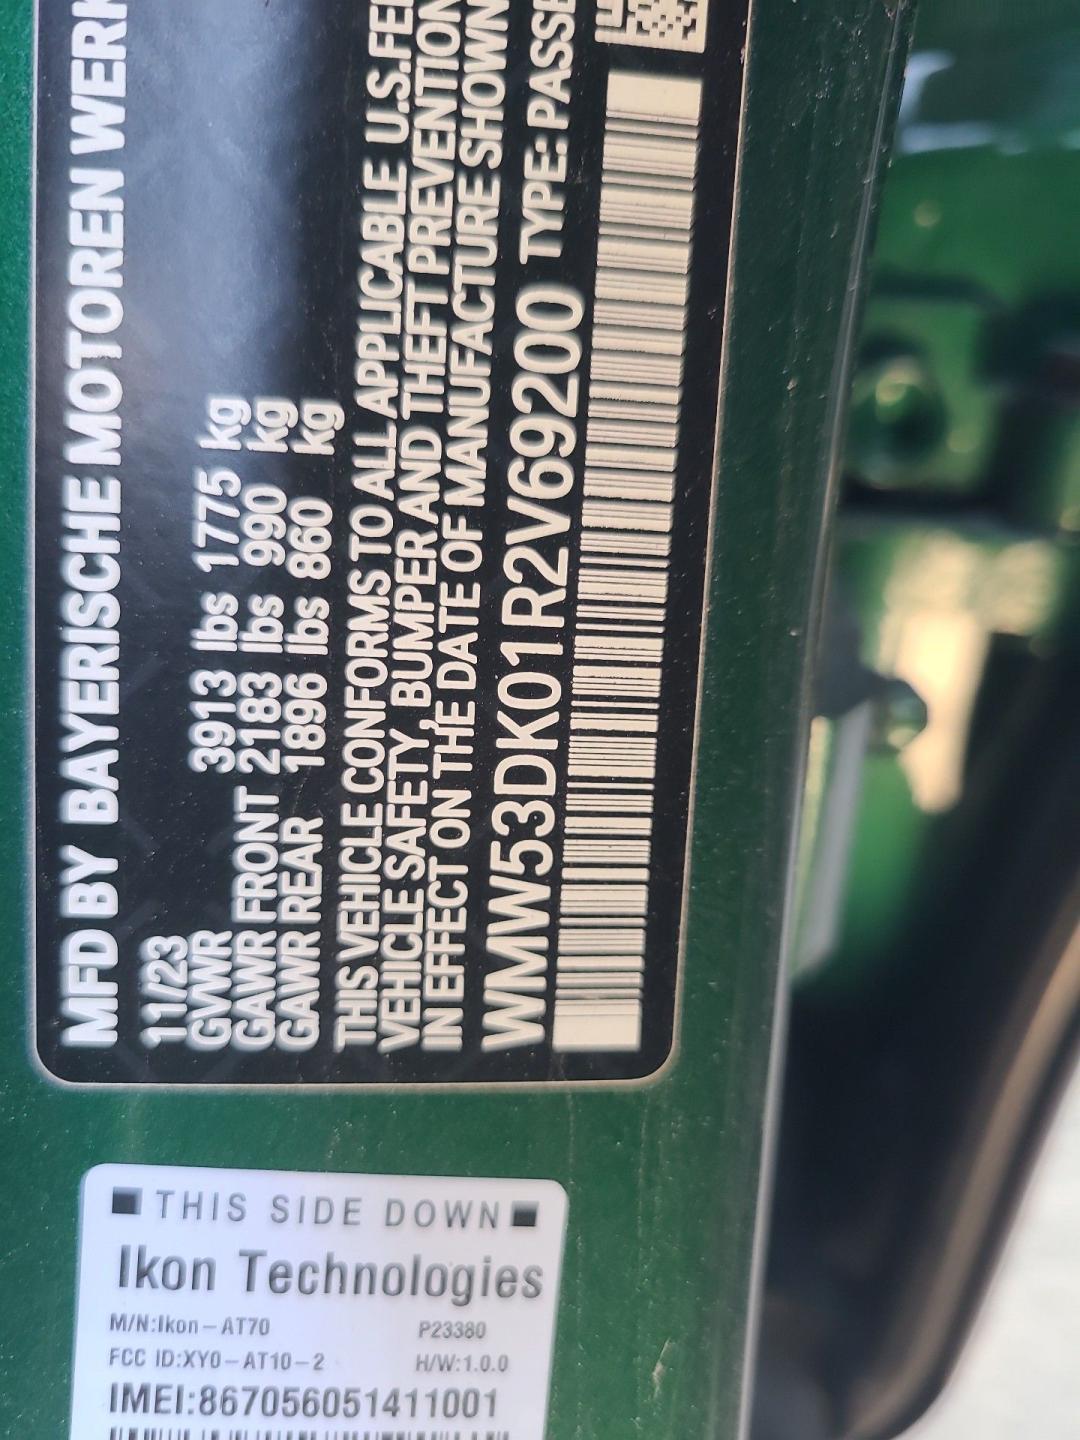 MFD BY BAYERISCHE MOTOREN WERK
11/23
GVWR 3913 lbs 1775 kg
GAWR FRONT 2183 lbs 990 kg
GAWR REAR 1896 lbs 860 kg
THIS VEHICLE CONFORMS TO ALL APPLICABLE U.S.FE
VEHICLE SAFETY, BUMPER AND THEFT PREVENTION
IN EFFECT ON THE DATE OF MANUFACTURE SHOWN
WMW53DK01R2V69200 TYPE: PASSE
THIS SIDE DOWN
Ikon Technologies
M/N:Ikon-AT70 P23380
FCC ID:XY0-AT10-2 H/W:1.0.0
IMEI:867056051411001